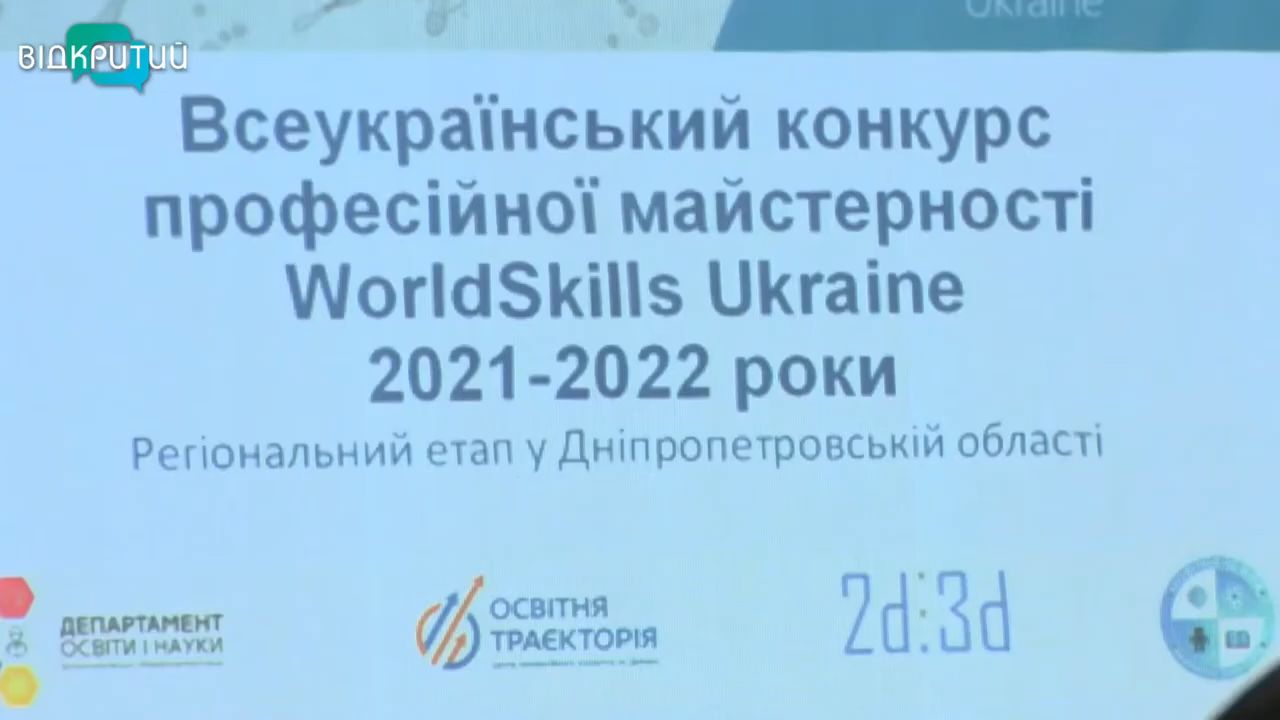 Ukraine
ВІДКРИТИЙ
Всеукраїнський конкурс
професійної майстерності
WorldSkills Ukraine
2021-2022 роки
Регіональний етап у Дніпропетровській області
ДЕПАРТАМЕНТ
ОСВІТИ І НАУКИ
ОСВІТНЯ
ТРАЄКТОРІЯ
2d:3d